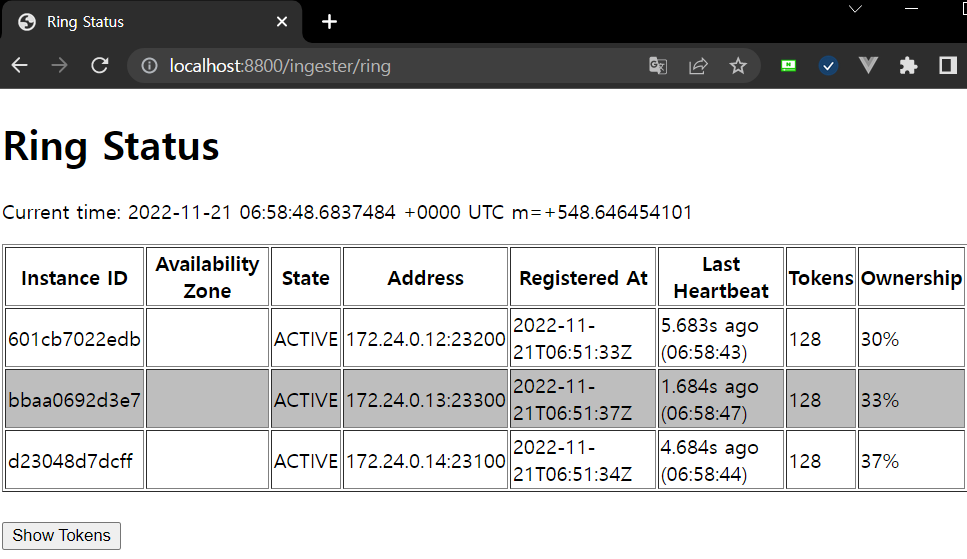 Ring Status
localhost:8800/ingester/ring
Ring Status
Current time: 2022-11-21 06:58:48.6837484 +0000 UTC m=+548.646454101
Instance ID Availability Zone State Address Registered At Last Heartbeat Tokens Ownership
601cb7022edb ACTIVE 172.24.0.12:23200 2022-11-21T06:51:33Z 5.683s ago (06:58:43) 128 30%
bbaa0692d3e7 ACTIVE 172.24.0.13:23300 2022-11-21T06:51:37Z 1.684s ago (06:58:47) 128 33%
d23048d7dcff ACTIVE 172.24.0.14:23100 2022-11-21T06:51:34Z 4.684s ago (06:58:44) 128 37%
Show Tokens